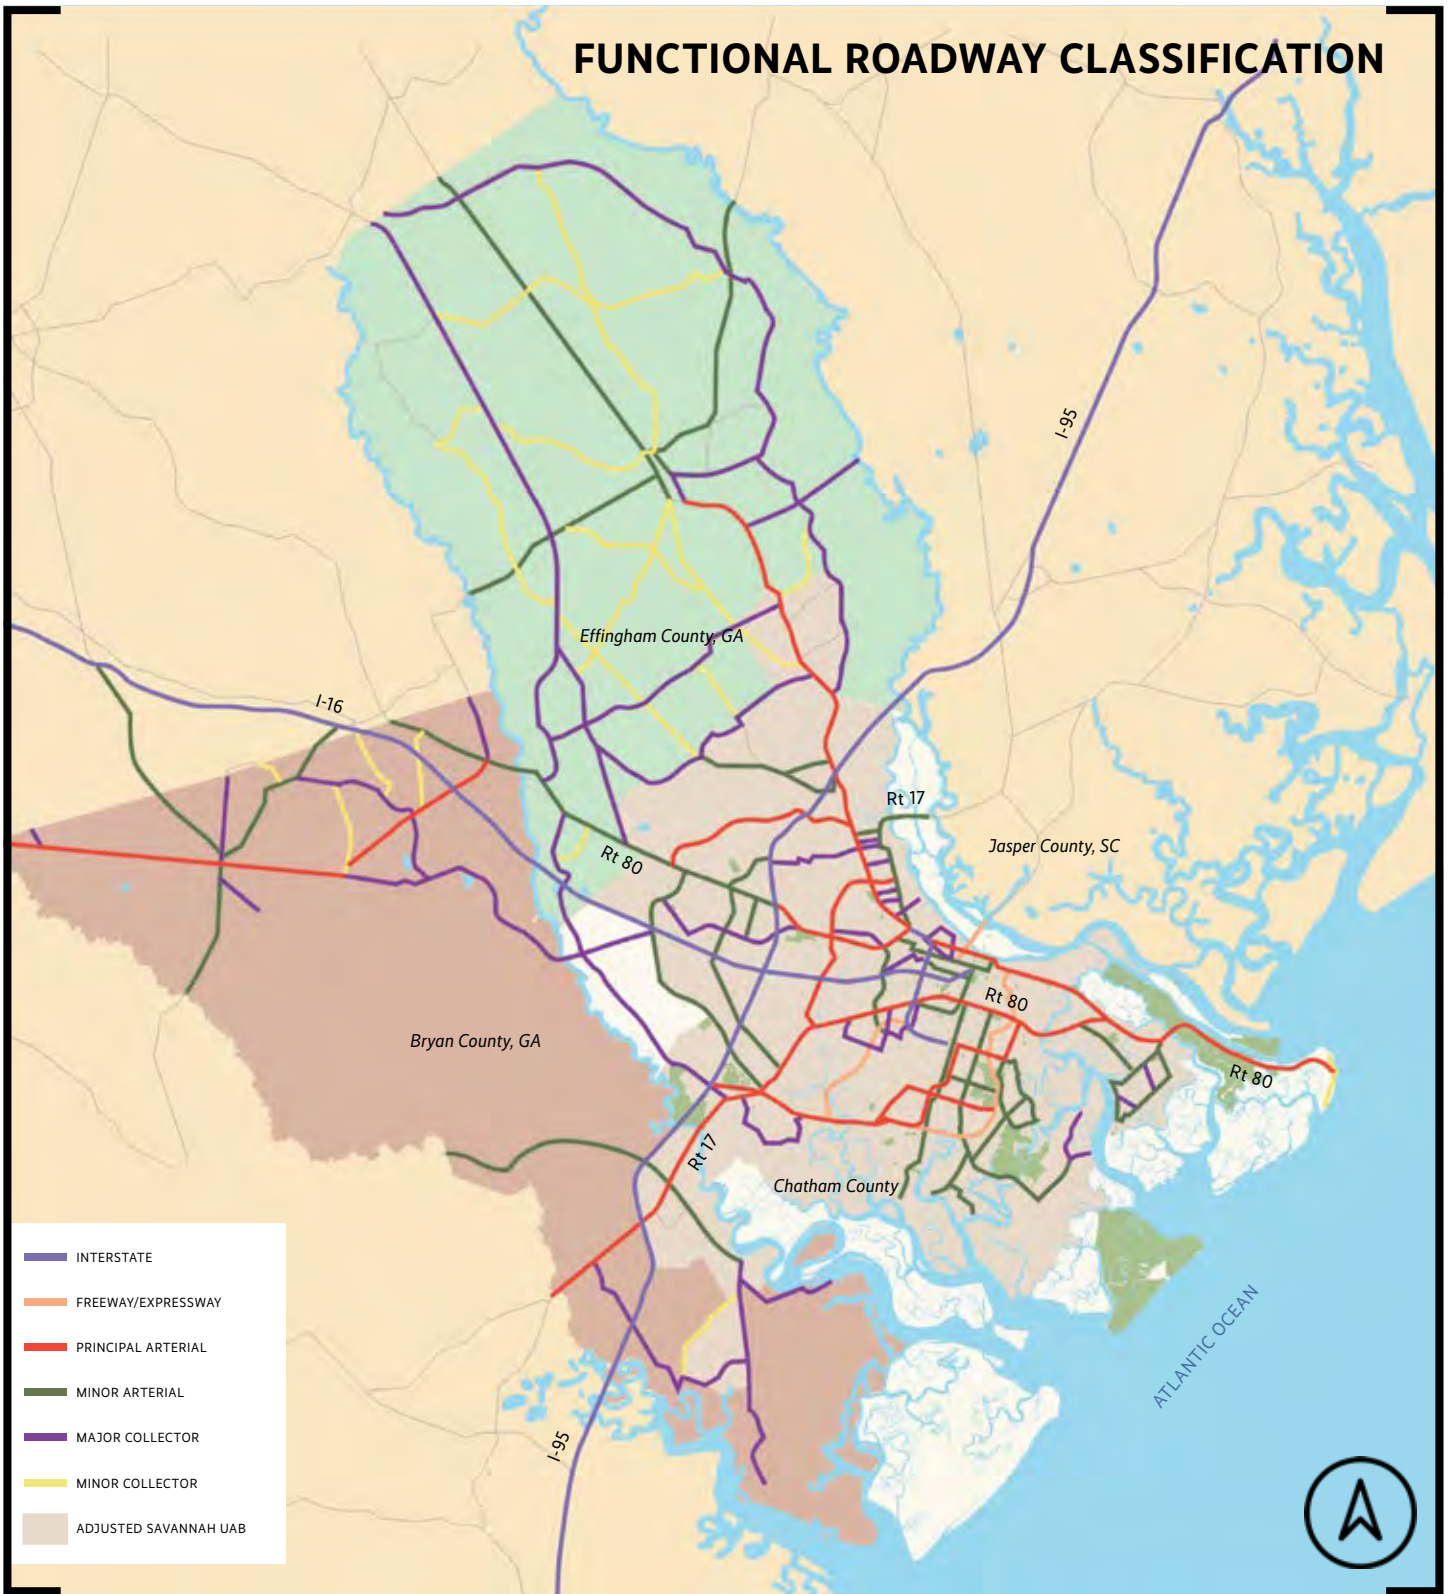 FUNCTIONAL ROADWAY CLASSIFICATION
I-95
Effingham County, GA
I-16
Rt 17
Jasper County, SC
Rt 80
Rt 80
Bryan County, GA
Rt 80
Rt 17
Chatham County
ATLANTIC OCEAN
I-95
INTERSTATE
FREEWAY/EXPRESSWAY
PRINCIPAL ARTERIAL
MINOR ARTERIAL
MAJOR COLLECTOR
MINOR COLLECTOR
ADJUSTED SAVANNAH UAB